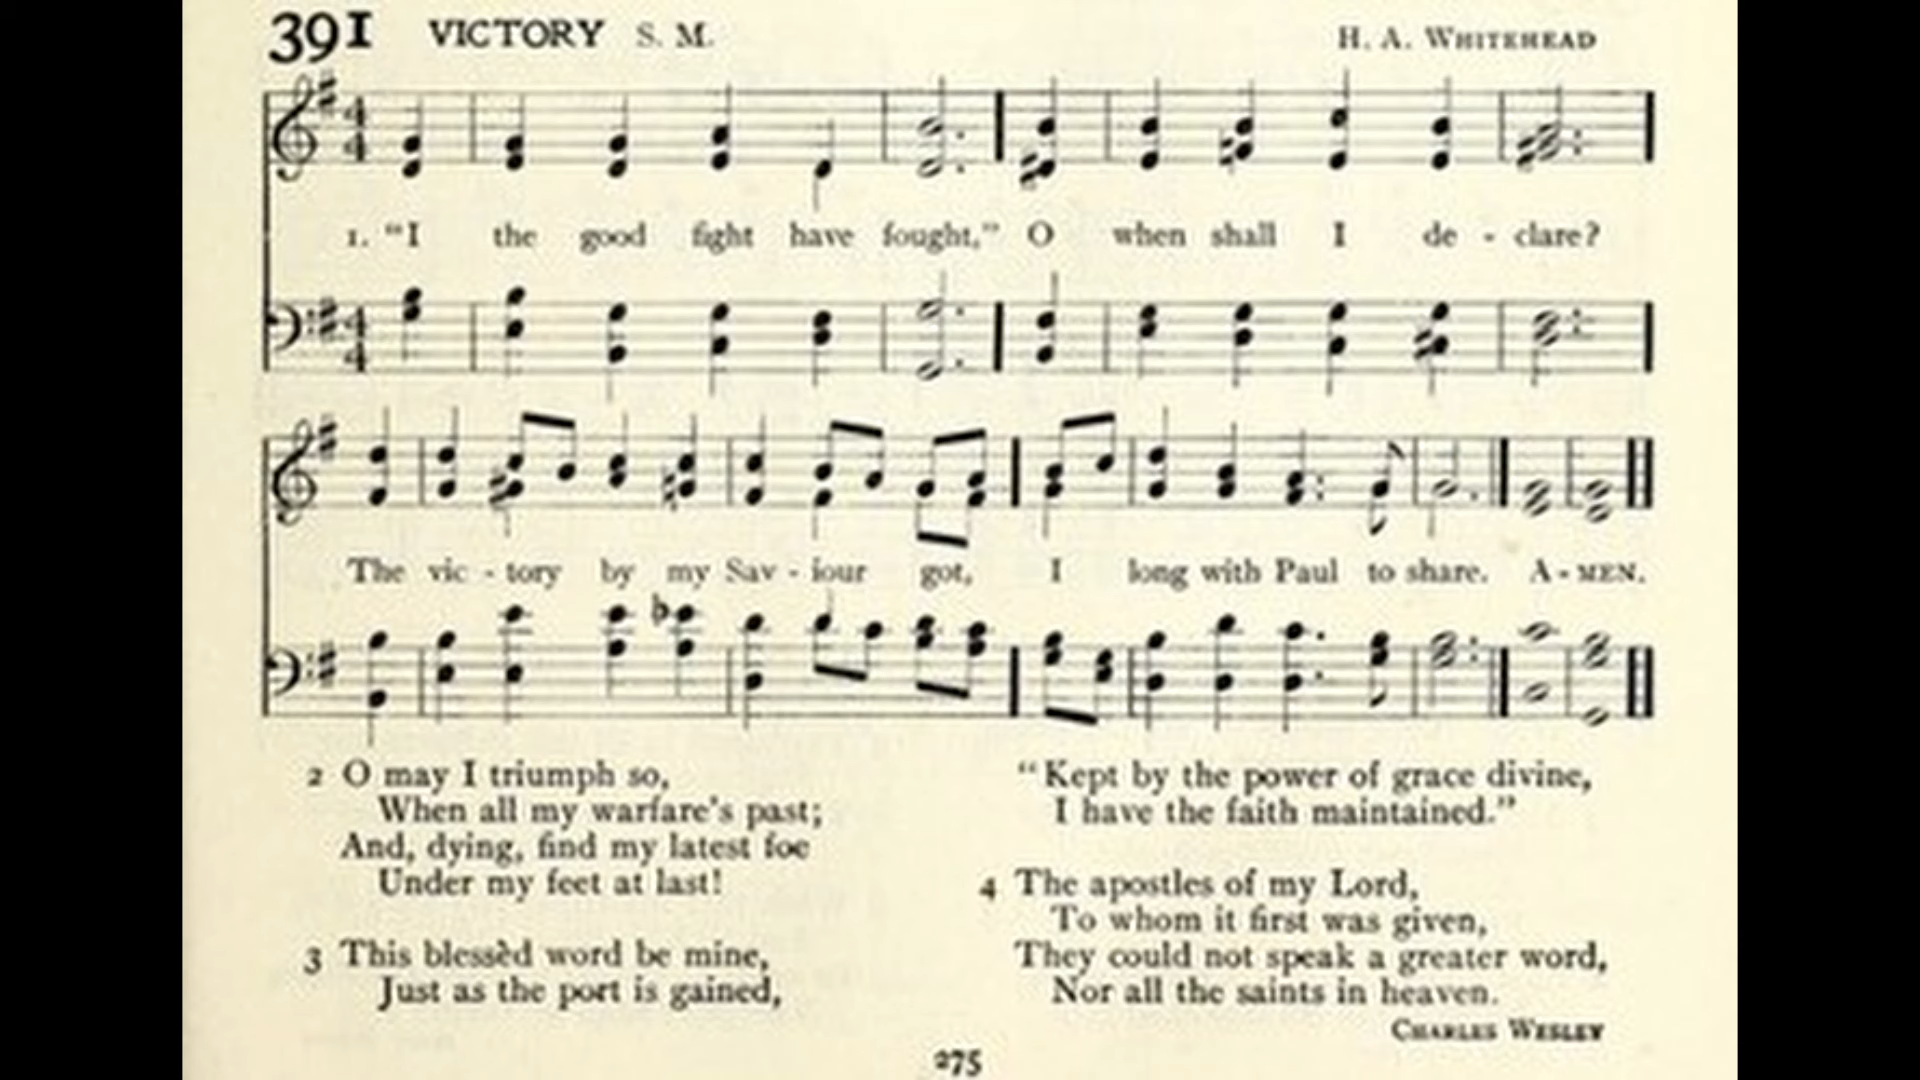 391 VICTORY S. M. H. A. WHITEHEAD
1. "I the good fight have fought," O when shall I de - clare?
The vic - tory by my Sav - iour got, I long with Paul to share. A - MEN.
2 O may I triumph so,
When all my warfare's past;
And, dying, find my latest foe
Under my feet at last!
3 This blessèd word be mine,
Just as the port is gained,
"Kept by the power of grace divine,
I have the faith maintained."
4 The apostles of my Lord,
To whom it first was given,
They could not speak a greater word,
Nor all the saints in heaven.
CHARLES WESLEY
275